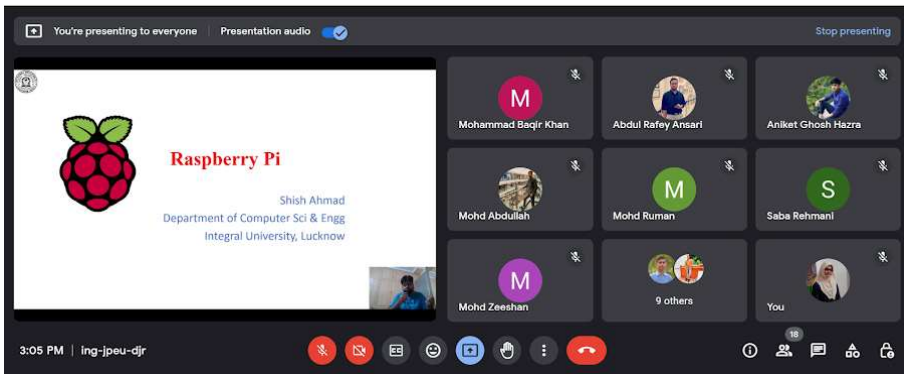 You're presenting to everyone
Presentation audio
Stop presenting
Raspberry Pi
Shish Ahmad
Department of Computer Sci & Engg
Integral University, Lucknow
M
Mohammad Baqir Khan
Abdul Rafey Ansari
Aniket Ghosh Hazra
Mohd Abdullah
M
Mohd Ruman
S
Saba Rehmani
M
Mohd Zeeshan
9 others
You
3:05 PM | ing-jpeu-djr
CC
18